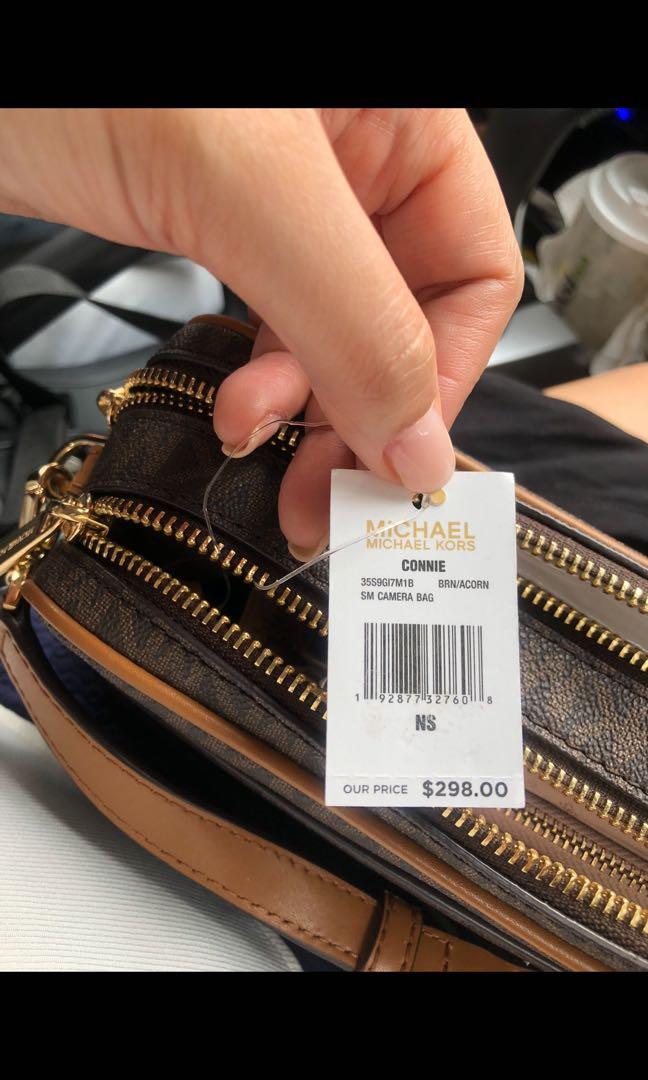 MICHAEL
MICHAEL KORS
CONNIE
35S9GI7M1B BRN/ACORN
SM CAMERA BAG
1 92877 32760 8
NS
OUR PRICE $298.00